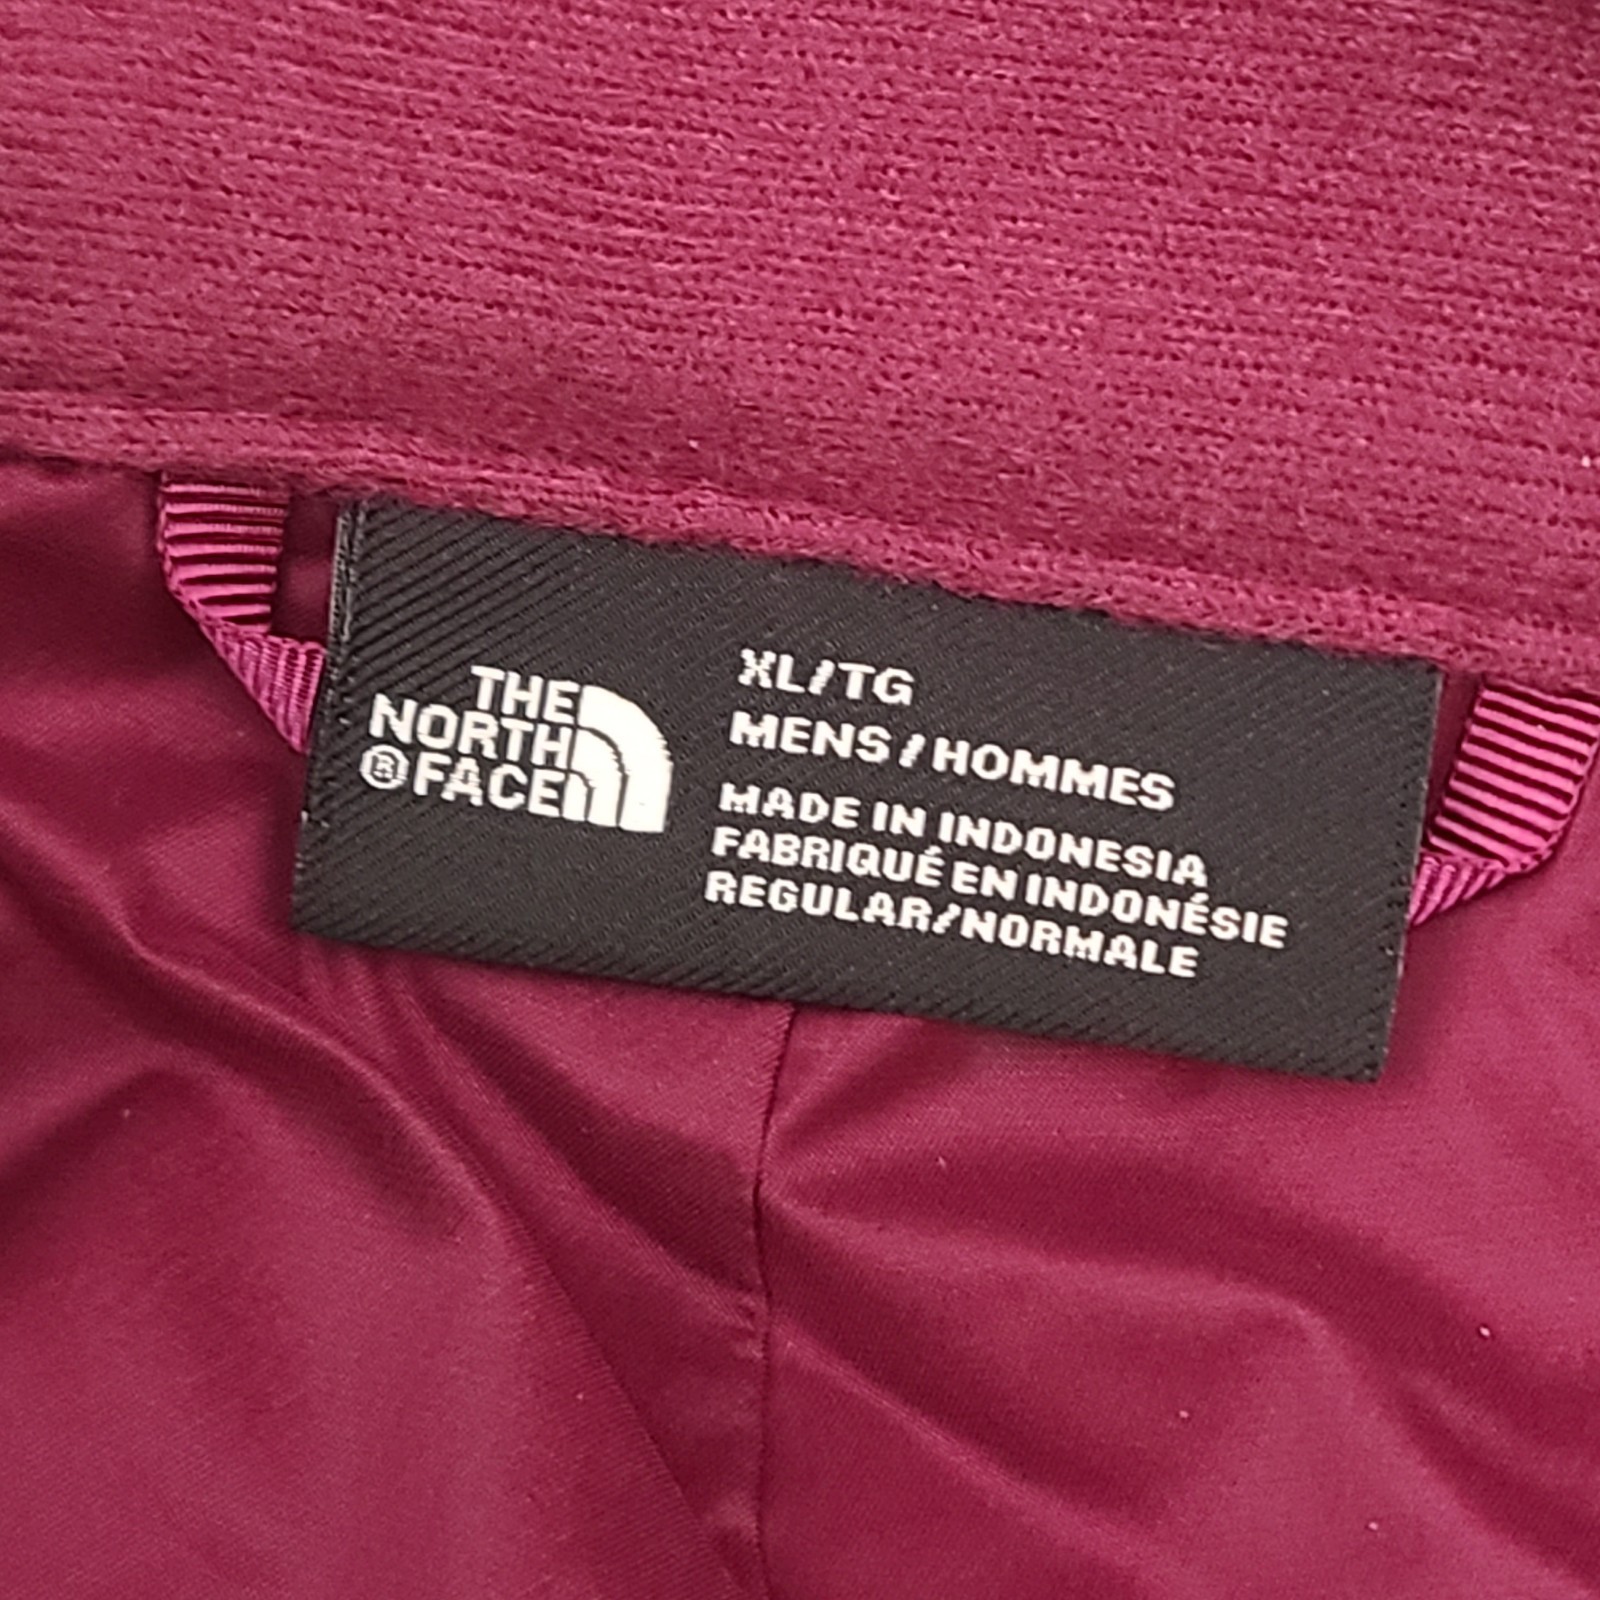 THE
NORTH
®FACE
XL/TG
MENS/HOMMES
MADE IN INDONESIA
FABRIQUÉ EN INDONÉSIE
REGULAR/NORMALE